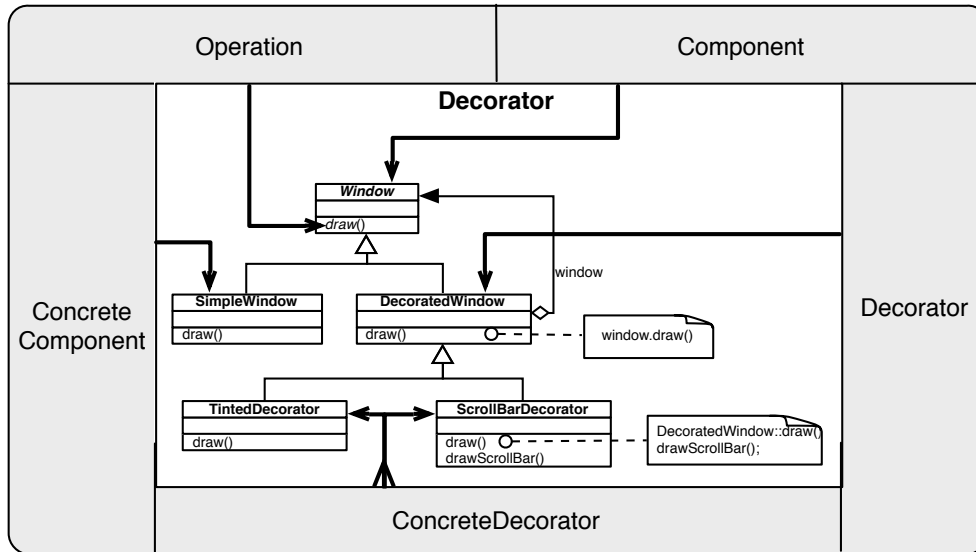 Operation
Component
Decorator
Window
draw()
window
Concrete
Component
Decorator
SimpleWindow
draw()
DecoratedWindow
draw()
window.draw()
TintedDecorator
draw()
ScrollBarDecorator
draw()
drawScrollBar()
DecoratedWindow::draw()
drawScrollBar();
ConcreteDecorator